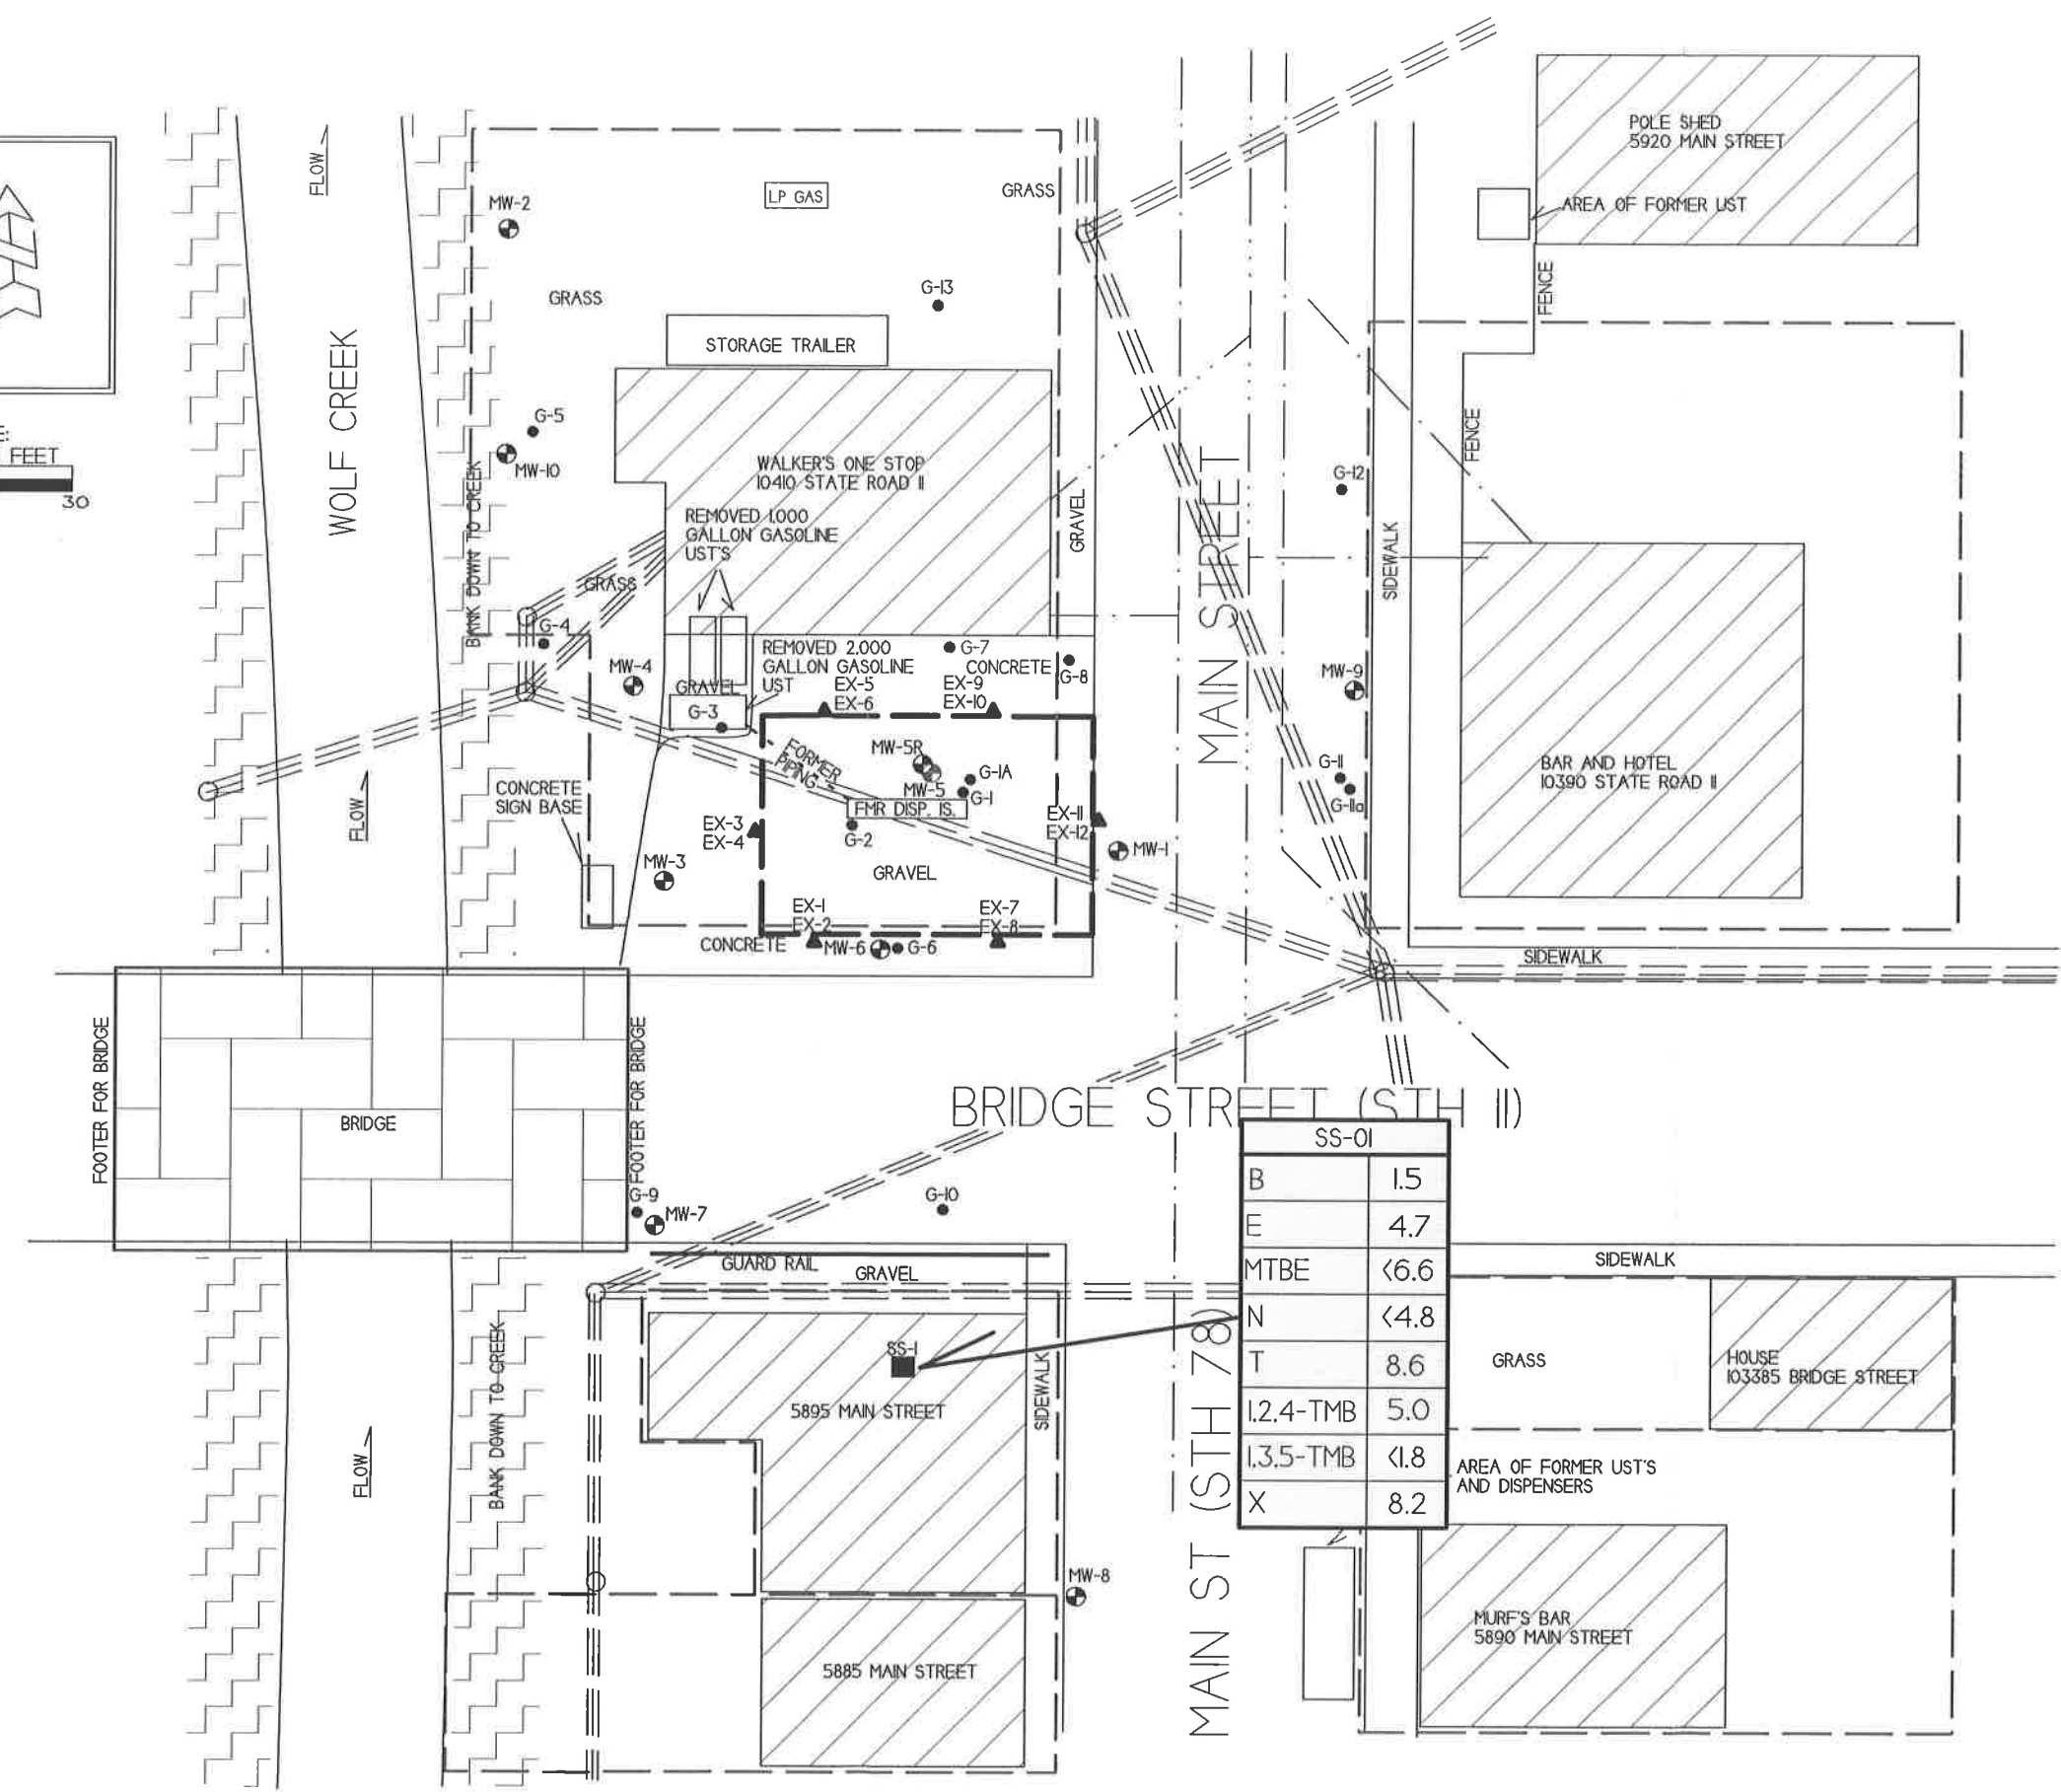 POLE SHED
5920 MAIN STREET
AREA OF FORMER UST
FENCE
FLOW
LP GAS
GRASS
MW-2
GRASS
G-13
STORAGE TRAILER
WOLF CREEK
E:
FEET
30
G-5
MW-10
BANK DOWN TO CREEK
WALKER'S ONE STOP
10410 STATE ROAD 11
REMOVED 1,000
GALLON GASOLINE
UST'S
GRAVEL
MAIN STREET
G-12
FENCE
SIDEWALK
GRASS
G-4
MW-4
GRAVEL
REMOVED 2,000
GALLON GASOLINE
UST
G-7
CONCRETE
G-8
EX-5
EX-6
EX-9
EX-10
G-3
MW-9
FORMER
PIPING
MW-5R
MW-5
G-1A
G-1
FMR DISP. IS.
G-2
GRAVEL
G-11
G-11a
BAR AND HOTEL
10390 STATE ROAD 11
CONCRETE
SIGN BASE
FLOW
EX-3
EX-4
EX-11
EX-12
MW-1
MW-3
EX-1
EX-2
EX-7
EX-8
CONCRETE
MW-6
G-6
SIDEWALK
FOOTER FOR BRIDGE
BRIDGE
FOOTER FOR BRIDGE
BRIDGE STREET (STH 11)
G-9
MW-7
G-10
SS-01
B 1.5
E 4.7
MTBE <6.6
N <4.8
T 8.6
1,2,4-TMB 5.0
1,3,5-TMB <1.8
X 8.2
GUARD RAIL
GRAVEL
SIDEWALK
SS-1
5895 MAIN STREET
SIDEWALK
MAIN ST (STH 78)
GRASS
HOUSE
103385 BRIDGE STREET
BANK DOWN TO CREEK
FLOW
AREA OF FORMER UST'S
AND DISPENSERS
MW-8
MURF'S BAR
5890 MAIN STREET
5885 MAIN STREET